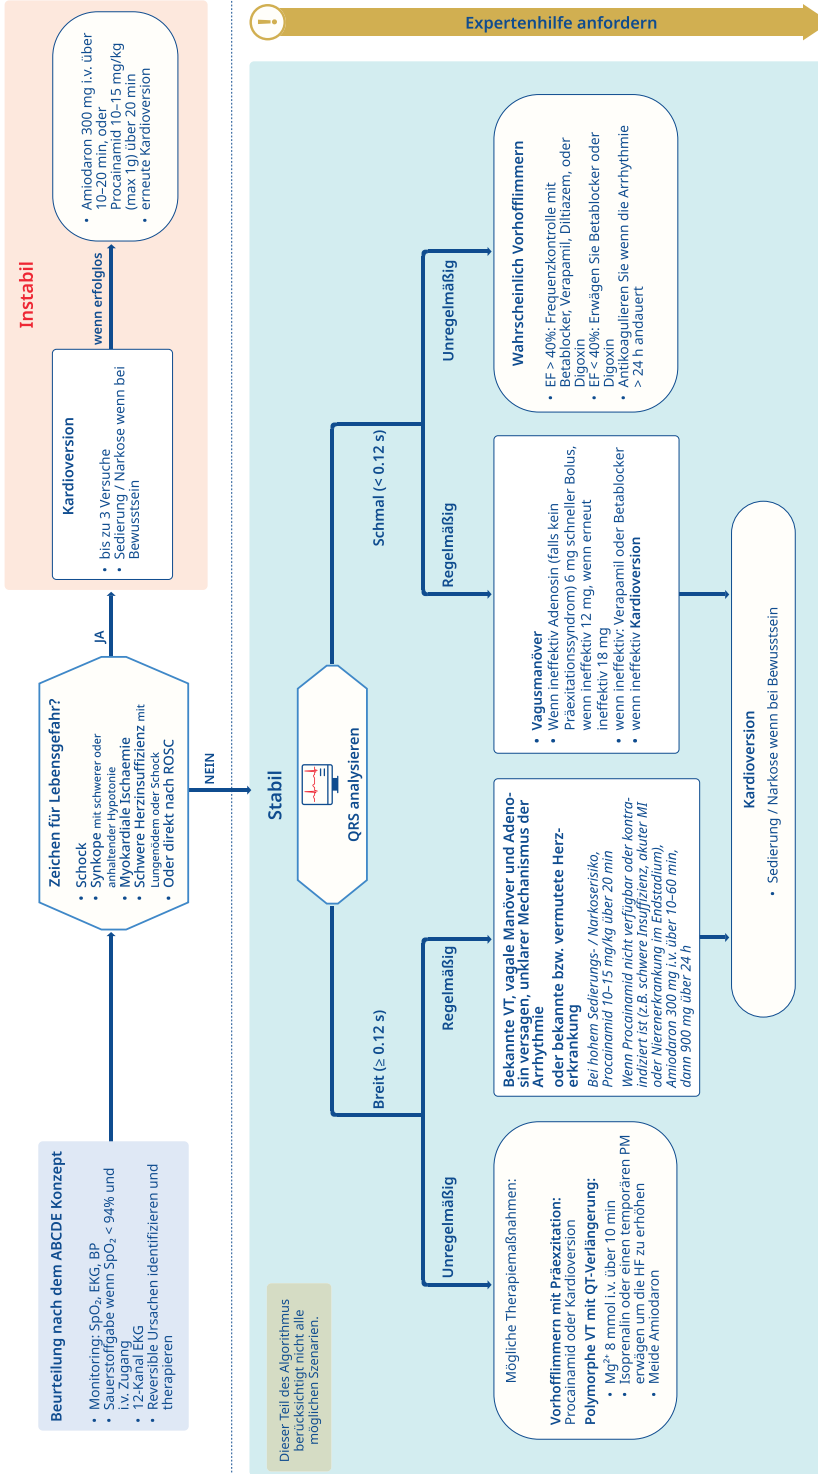 Beurteilung nach dem ABCDE Konzept
• Monitoring: SpO₂, EKG, BP
• Sauerstoffgabe wenn SpO₂ < 94% und
i.v. Zugang
• 12-Kanal EKG
• Reversible Ursachen identifizieren und
therapieren
Zeichen für Lebensgefahr?
• Schock
• Synkope mit schwerer oder
anhaltender Hypotonie
• Myokardiale Ischaemie
• Schwere Herzinsuffizienz mit
Lungenödem oder Schock
• Oder direkt nach ROSC
JA
Instabil
Kardioversion
• bis zu 3 Versuche
• Sedierung / Narkose wenn bei
Bewusstsein
wenn erfolglos
• Amiodaron 300 mg i.v. über
10–20 min, oder
Procainamid 10–15 mg/kg
(max 1g) über 20 min
• erneute Kardioversion
NEIN
Expertenhilfe anfordern
Dieser Teil des Algorithmus
berücksichtigt nicht alle
möglichen Szenarien.
Stabil
QRS analysieren
Breit (≥ 0.12 s)
Schmal (< 0.12 s)
Unregelmäßig
Regelmäßig
Regelmäßig
Unregelmäßig
Mögliche Therapiemaßnahmen:
Vorhofflimmern mit Präexzitation:
Procainamid oder Kardioversion
Polymorphe VT mit QT-Verlängerung:
• Mg²⁺ 8 mmol i.v. über 10 min
• Isoprenalin oder einen temporären PM
erwägen um die HF zu erhöhen
• Meide Amiodaron
Bekannte VT, vagale Manöver und Adeno-
sin versagen, unklarer Mechanismus der
Arrhythmie
oder bekannte bzw. vermutete Herz-
erkrankung
Bei hohem Sedierungs- / Narkoserisiko,
Procainamid 10–15 mg/kg über 20 min
Wenn Procainamid nicht verfügbar oder kontra-
indiziert ist (z.B. schwere Insuffizienz, akuter MI
oder Nierenerkrankung im Endstadium),
Amiodaron 300 mg i.v. über 10–60 min,
dann 900 mg über 24 h
• Vagusmanöver
• Wenn ineffektiv Adenosin (falls kein
Präexitationssyndrom) 6 mg schneller Bolus,
wenn ineffektiv 12 mg, wenn erneut
ineffektiv 18 mg
• wenn ineffektiv: Verapamil oder Betablocker
• wenn ineffektiv Kardioversion
Wahrscheinlich Vorhofflimmern
• EF > 40%: Frequenzkontrolle mit
Betablocker, Verapamil, Diltiazem, oder
Digoxin
• EF < 40%: Erwägen Sie Betablocker oder
Digoxin
• Antikoagulieren Sie wenn die Arrhythmie
> 24 h andauert
Kardioversion
• Sedierung / Narkose wenn bei Bewusstsein